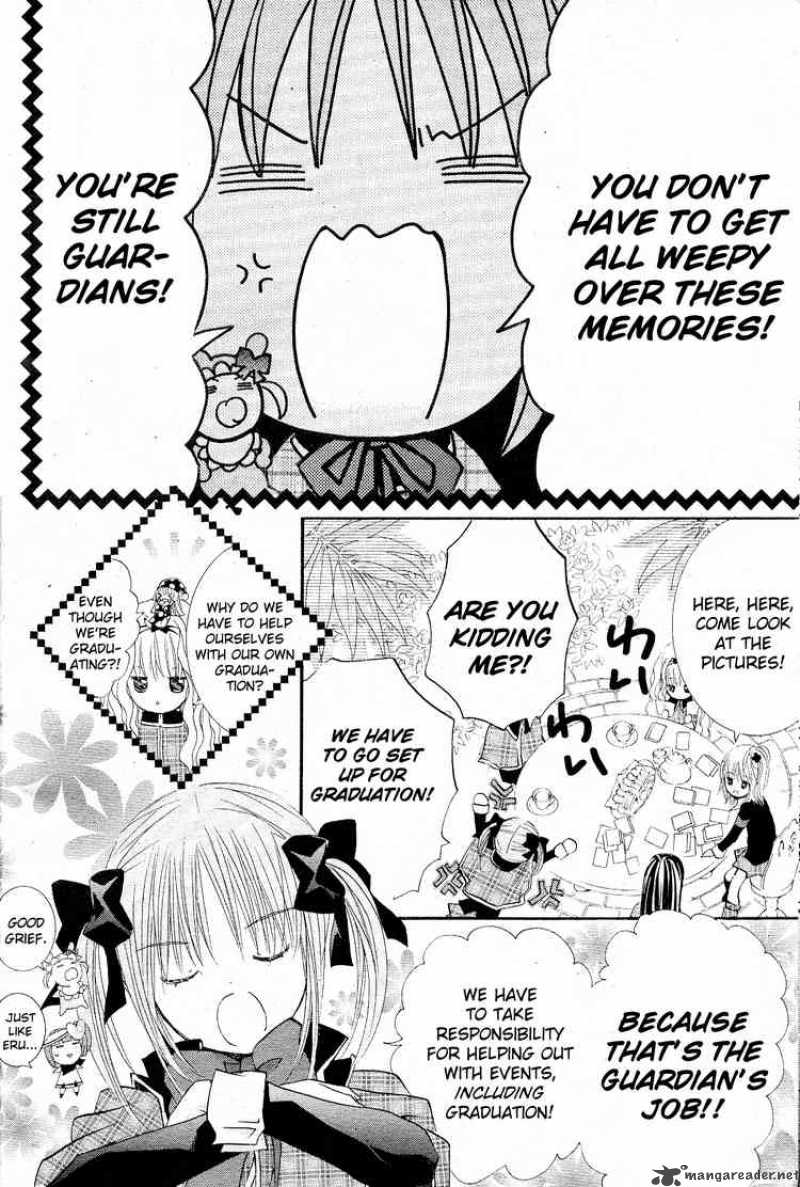 YOU DON'T
HAVE TO GET
ALL WEEPY
OVER THESE
MEMORIES!
YOU'RE
STILL
GUAR-
DIANS!
HERE, HERE,
COME LOOK
AT THE
PICTURES!
わい
わい
ARE YOU
KIDDING
ME?!
WE HAVE
TO GO SET
UP FOR
GRADUATION!
WHY DO WE
HAVE TO HELP
OURSELVES
WITH OUR OWN
GRADUA-
TION?
EVEN
THOUGH
WE'RE
GRADU-
ATING?!
BECAUSE
THAT'S THE
GUARDIAN'S
JOB!!
WE HAVE
TO TAKE
RESPONSIBILITY
FOR HELPING OUT
WITH EVENTS,
INCLUDING
GRADUATION!
GOOD
GRIEF.
JUST
LIKE
ERU...
mangareader.net